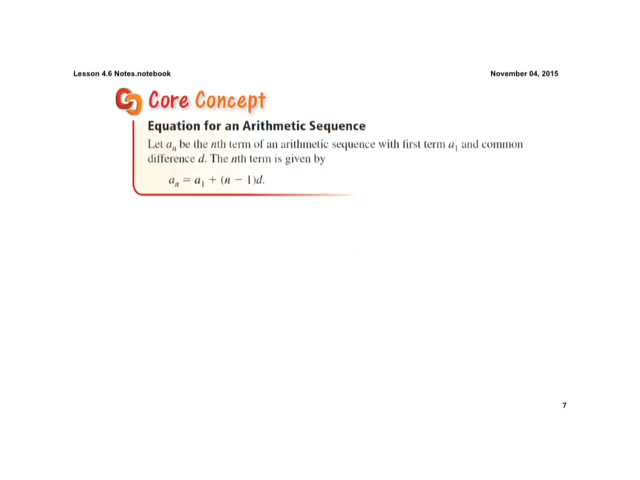 Lesson 4.6 Notes.notebook November 04, 2015
Core Concept
Equation for an Arithmetic Sequence
Let aₙ be the nth term of an arithmetic sequence with first term a₁ and common
difference d. The nth term is given by
aₙ = a₁ + (n − 1)d.
7